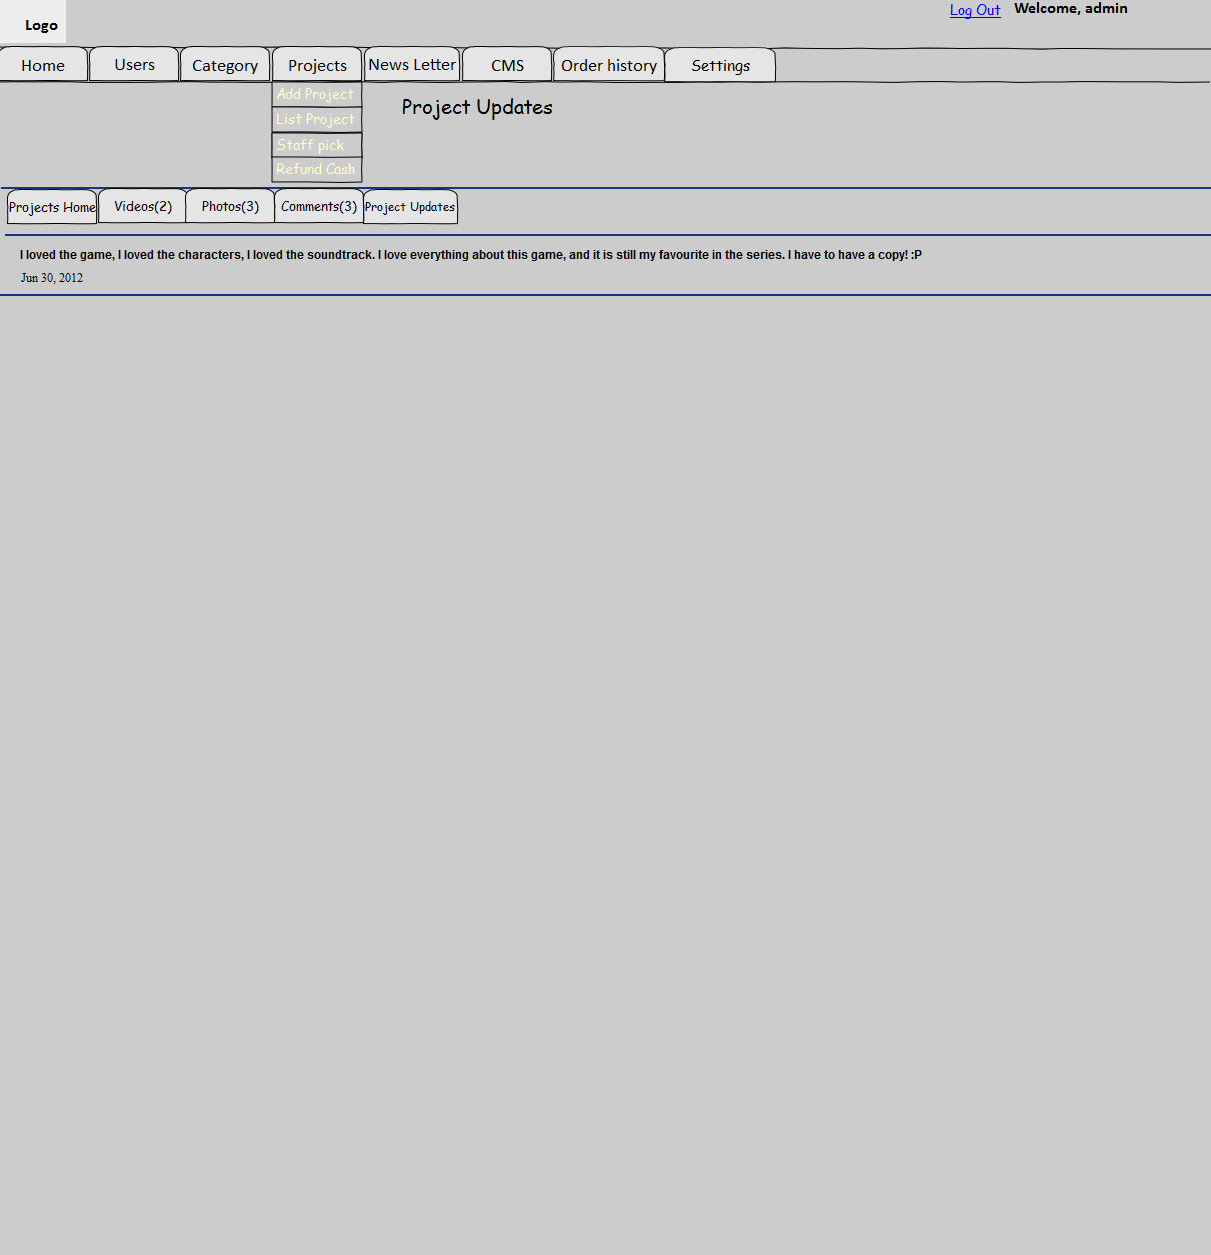 Log Out Welcome, admin
Logo
Home Users Category Projects News Letter CMS Order history Settings
Add Project
Project Updates
List Project
Staff pick
Refund Cash
Projects Home Videos(2) Photos(3) Comments(3) Project Updates
I loved the game, I loved the characters, I loved the soundtrack. I love everything about this game, and it is still my favourite in the series. I have to have a copy! :P
Jun 30, 2012